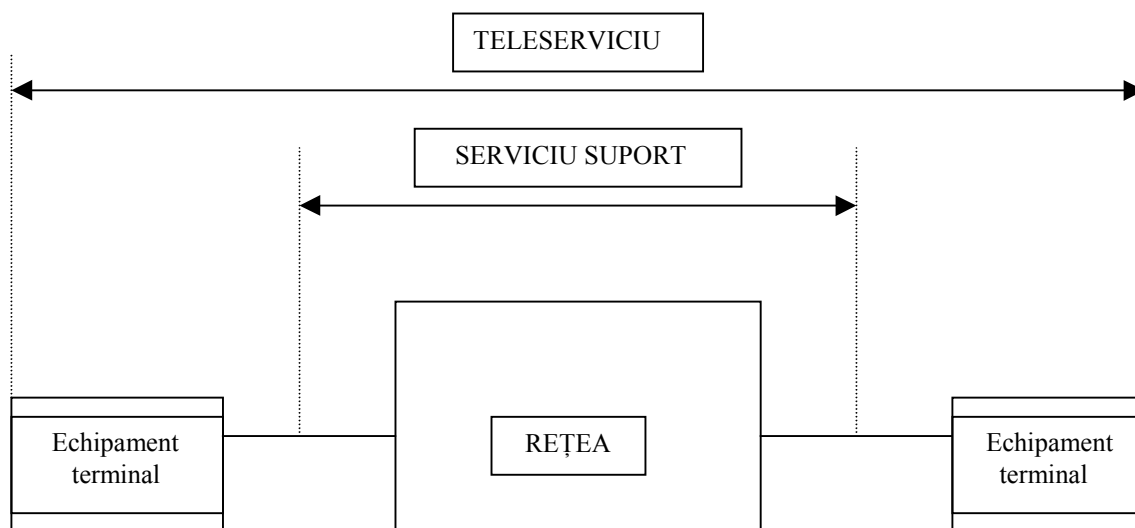 TELESERVICIU
SERVICIU SUPORT
REȚEA
Echipament
terminal
Echipament
terminal